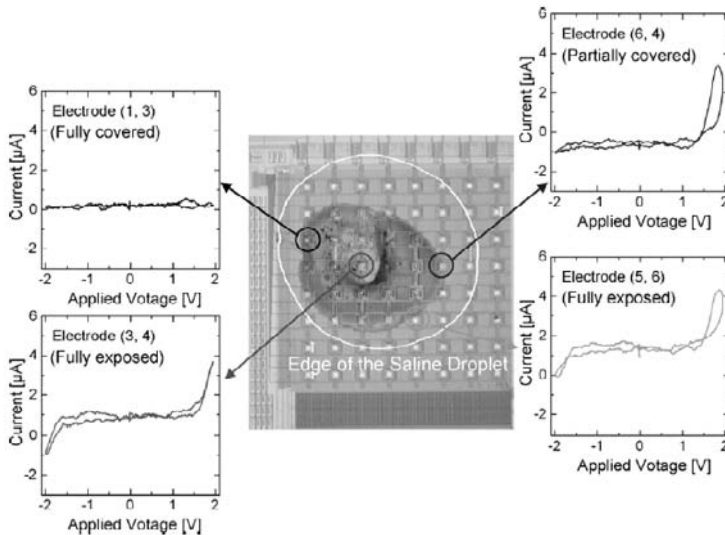 Electrode (1, 3)
(Fully covered)
Current [µA]
6
4
2
0
2
-2 -1 0 1 2
Applied Votage [V]
Electrode (3, 4)
(Fully exposed)
Current [µA]
6
4
2
0
-2
-2 -1 0 1 2
Applied Votage [V]
Edge of the Saline Droplet
Electrode (6, 4)
(Partially covered)
Current [µA]
6
4
2
0
-2
-2 -1 0 1 2
Applied Votage [V]
Electrode (5, 6)
(Fully exposed)
Current [µA]
6
4
2
0
-2
-2 -1 0 1 2
Applied Votage [V]